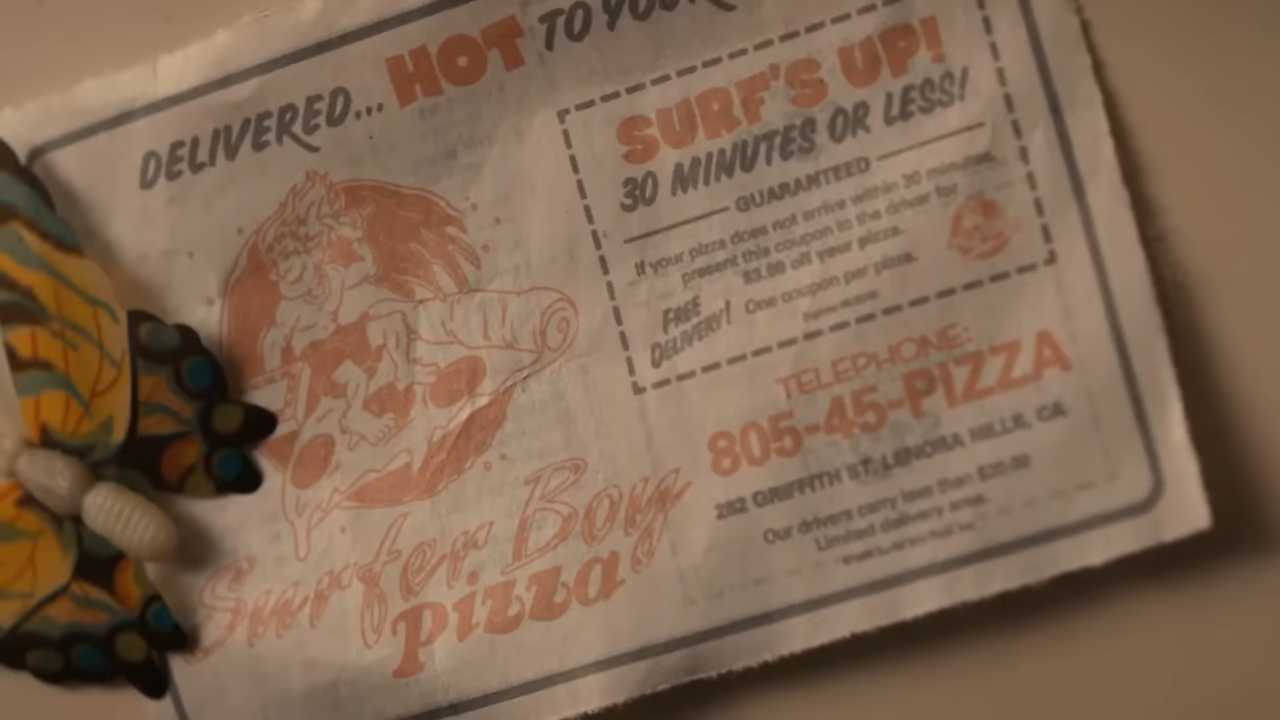 DELIVERED... HOT TO YOUR
SURF'S UP!
30 MINUTES OR LESS!
GUARANTEED
If your pizza does not arrive within 30 minutes,
present this coupon to the driver for
$3.00 off your pizza.
FREE
DELIVERY!
One coupon per pizza.
TELEPHONE:
805-45-PIZZA
282 GRIFFITH ST. LENORA HILLS, CA.
Our drivers carry less than $20.00
Limited delivery area.
Surfer Boy
Pizza